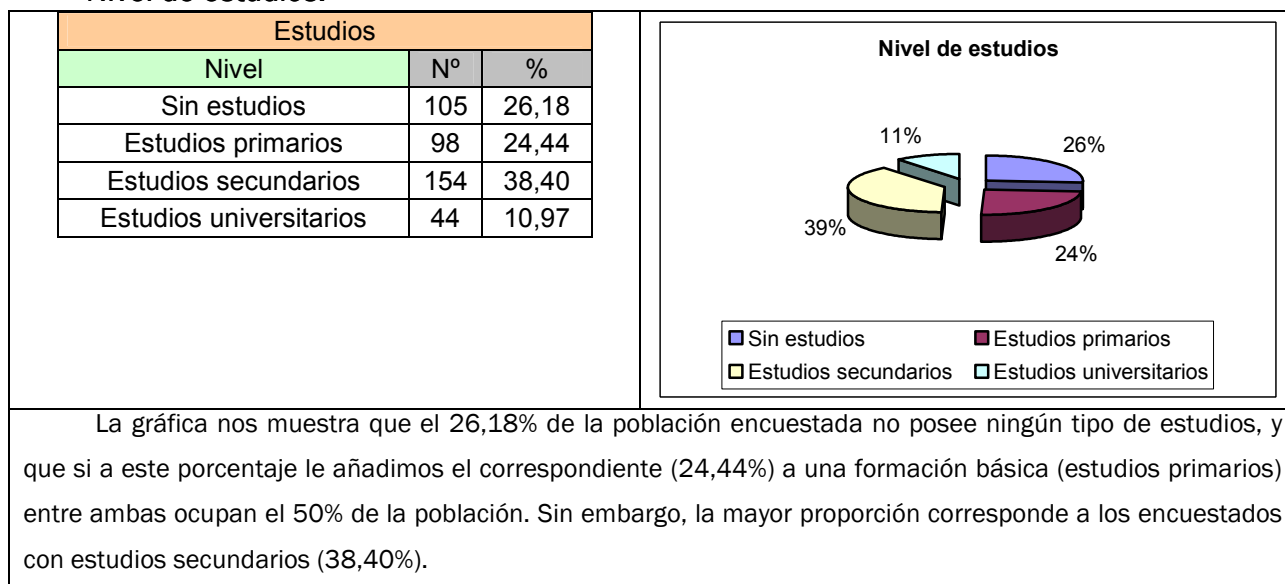 Nivel de estudios.
Estudios
Nivel Nº %
Sin estudios 105 26,18
Estudios primarios 98 24,44
Estudios secundarios 154 38,40
Estudios universitarios 44 10,97
Nivel de estudios
11%
26%
39%
24%
Sin estudios Estudios primarios
Estudios secundarios Estudios universitarios
La gráfica nos muestra que el 26,18% de la población encuestada no posee ningún tipo de estudios, y
que si a este porcentaje le añadimos el correspondiente (24,44%) a una formación básica (estudios primarios)
entre ambas ocupan el 50% de la población. Sin embargo, la mayor proporción corresponde a los encuestados
con estudios secundarios (38,40%).